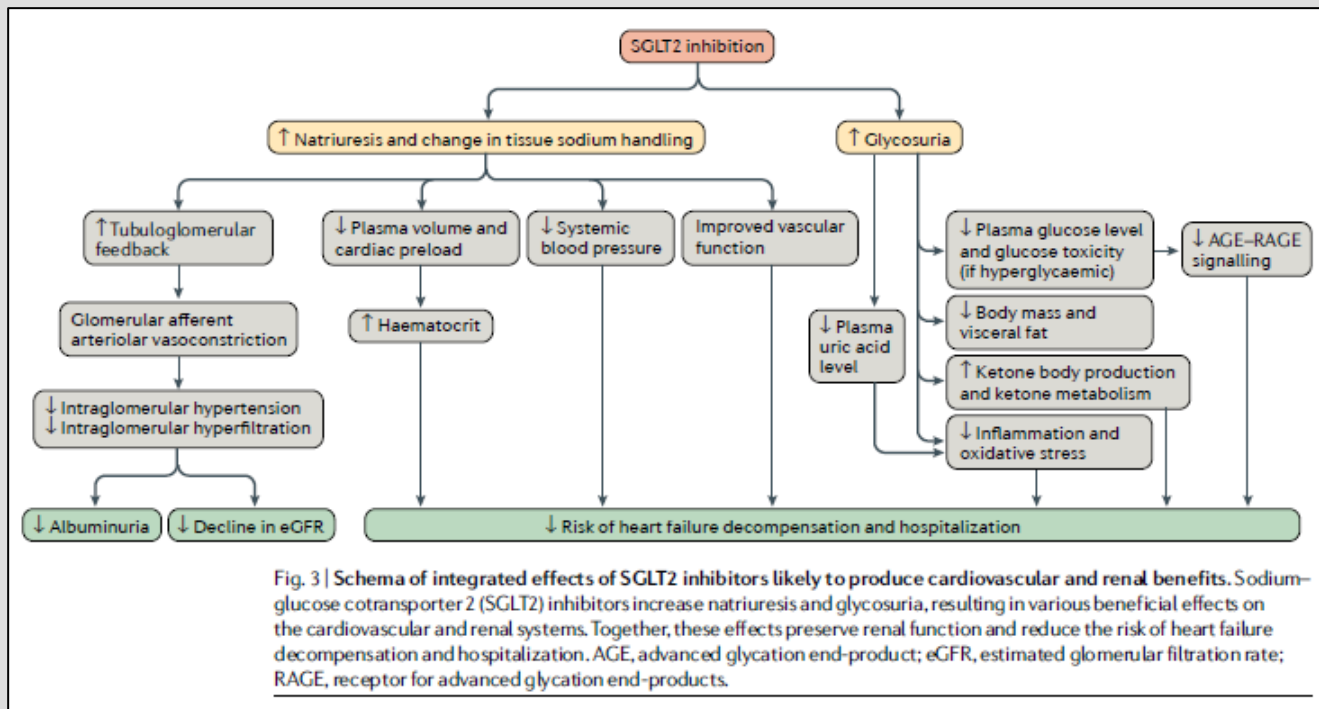 SGLT2 inhibition
↑ Natriuresis and change in tissue sodium handling
↑ Glycosuria
↑ Tubuloglomerular
feedback
↓ Plasma volume and
cardiac preload
↓ Systemic
blood pressure
Improved vascular
function
↓ Plasma glucose level
and glucose toxicity
(if hyperglycaemic)
↓ AGE–RAGE
signalling
Glomerular afferent
arteriolar vasoconstriction
↑ Haematocrit
↓ Plasma
uric acid
level
↓ Body mass and
visceral fat
↑ Ketone body production
and ketone metabolism
↓ Intraglomerular hypertension
↓ Intraglomerular hyperfiltration
↓ Inflammation and
oxidative stress
↓ Albuminuria
↓ Decline in eGFR
↓ Risk of heart failure decompensation and hospitalization
Fig. 3 | Schema of integrated effects of SGLT2 inhibitors likely to produce cardiovascular and renal benefits. Sodium–
glucose cotransporter 2 (SGLT2) inhibitors increase natriuresis and glycosuria, resulting in various beneficial effects on
the cardiovascular and renal systems. Together, these effects preserve renal function and reduce the risk of heart failure
decompensation and hospitalization. AGE, advanced glycation end-product; eGFR, estimated glomerular filtration rate;
RAGE, receptor for advanced glycation end-products.